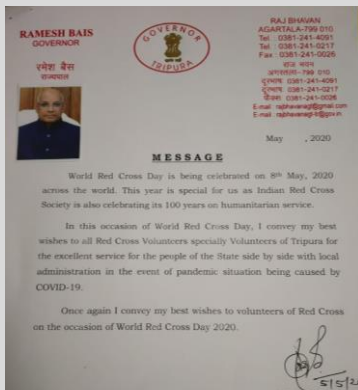 RAMESH BAIS
GOVERNOR
रमेश बैस
राज्यपाल
GOVERNOR
TRIPURA
RAJ BHAVAN
AGARTALA-799 010
Tel : 0381-241-4091
Tel : 0381-241-0217
Fax : 0381-241-0026
राज भवन
अगरतला- 799 010
दूरभाष 0381-241-4091
दूरभाष 0381-241-0217
फैक्स 0381-241-0026
E-mail : rajbhavanagt@gmail.com
May , 2020
MESSAGE
World Red Cross Day is being celebrated on 8th May, 2020
across the world. This year is special for us as Indian Red Cross
Society is also celebrating its 100 years on humanitarian service.
In this occasion of World Red Cross Day, I convey my best
wishes to all Red Cross Volunteers specially Volunteers of Tripura for
the excellent service for the people of the State side by side with local
administration in the event of pandemic situation being caused by
COVID-19.
Once again I convey my best wishes to volunteers of Red Cross
on the occasion of World Red Cross Day 2020.